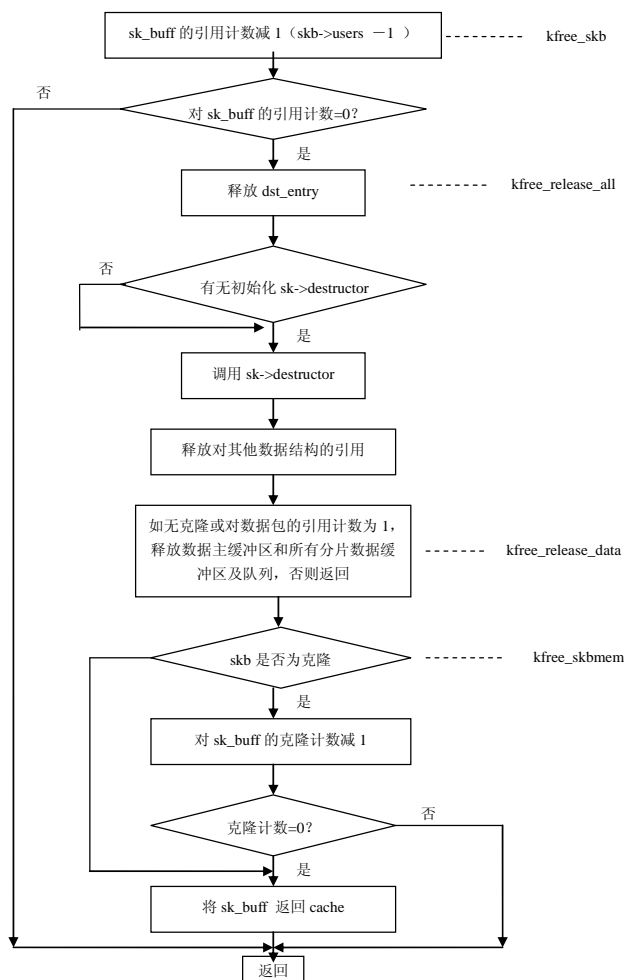 sk_buff 的引用计数减 1（skb->users －1 ）
kfree_skb
否
对 sk_buff 的引用计数=0?
是
释放 dst_entry
kfree_release_all
否
有无初始化 sk->destructor
是
调用 sk->destructor
释放对其他数据结构的引用
如无克隆或对数据包的引用计数为 1，
释放数据主缓冲区和所有分片数据缓
冲区及队列，否则返回
kfree_release_data
skb 是否为克隆
kfree_skbmem
是
对 sk_buff 的克隆计数减 1
克隆计数=0?
否
是
将 sk_buff 返回 cache
返回